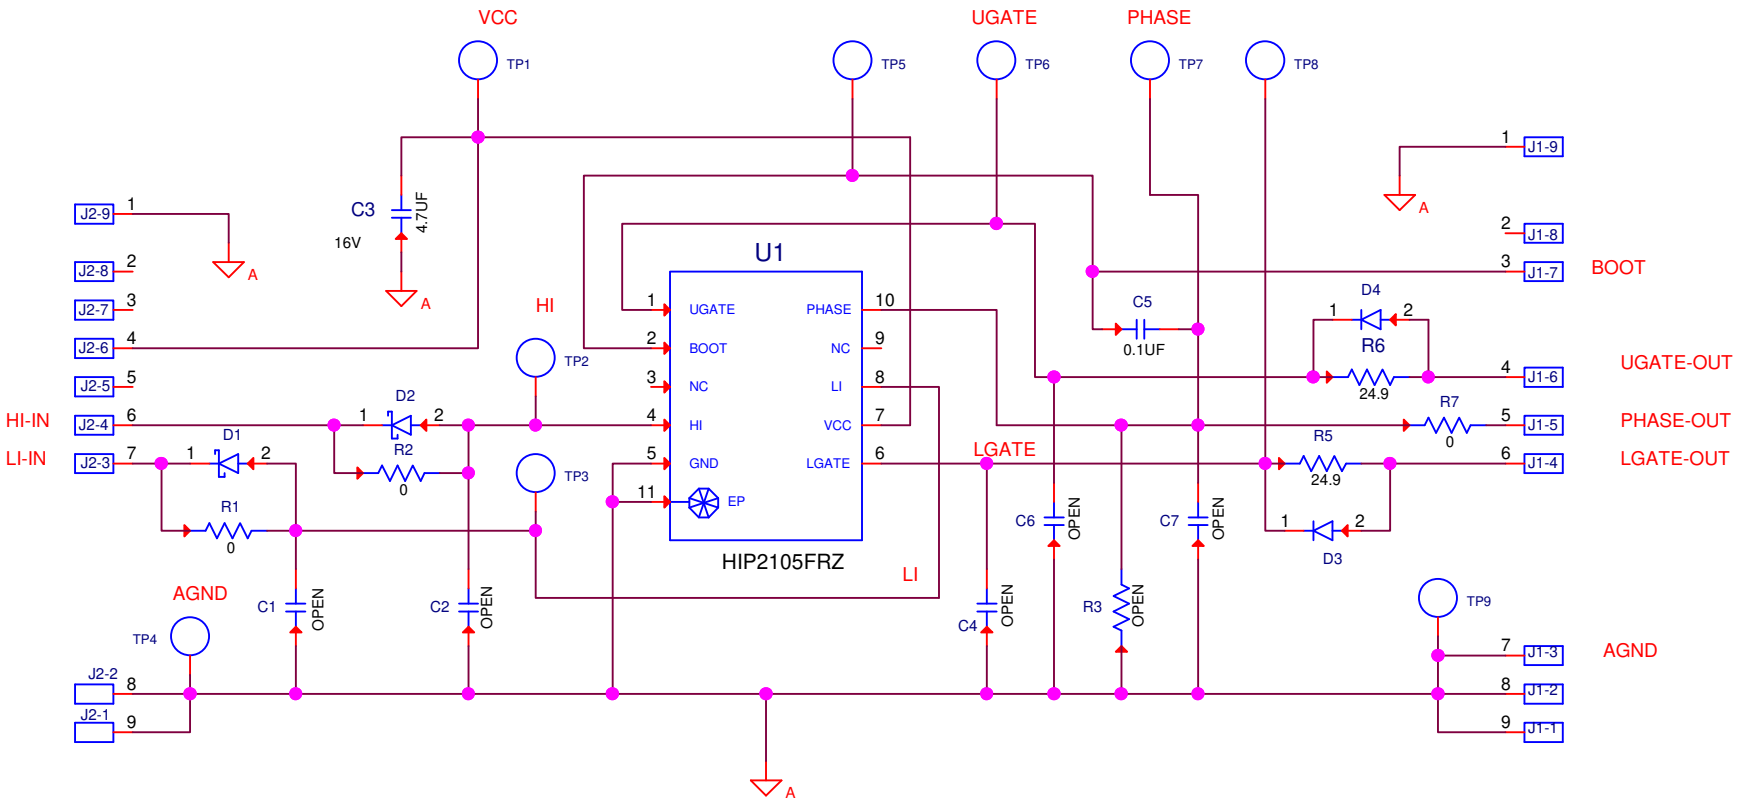 VCC
UGATE
PHASE
TP1
TP5
TP6
TP7
TP8
1
J1-9
A
J2-9
1
C3
4.7UF
16V
2
J1-8
A
J2-8
2
U1
3
J1-7
BOOT
A
J2-7
3
HI
1
UGATE
PHASE
10
C5
0.1UF
D4
1
2
R6
24.9
J2-6
4
TP2
2
BOOT
NC
9
UGATE-OUT
4
J1-6
J2-5
5
3
NC
LI
8
HI-IN
J2-4
6
1
D2
2
4
HI
VCC
7
R7
0
5
J1-5
PHASE-OUT
LI-IN
J2-3
7
1
D1
2
R2
0
TP3
5
GND
LGATE
6
LGATE
R5
24.9
6
J1-4
LGATE-OUT
R1
0
11
EP
C6
OPEN
C7
OPEN
1
2
D3
HIP2105FRZ
LI
AGND
TP4
C1
OPEN
C2
OPEN
C4
OPEN
R3
OPEN
TP9
7
J1-3
AGND
J2-2
8
8
J1-2
J2-1
9
9
J1-1
A